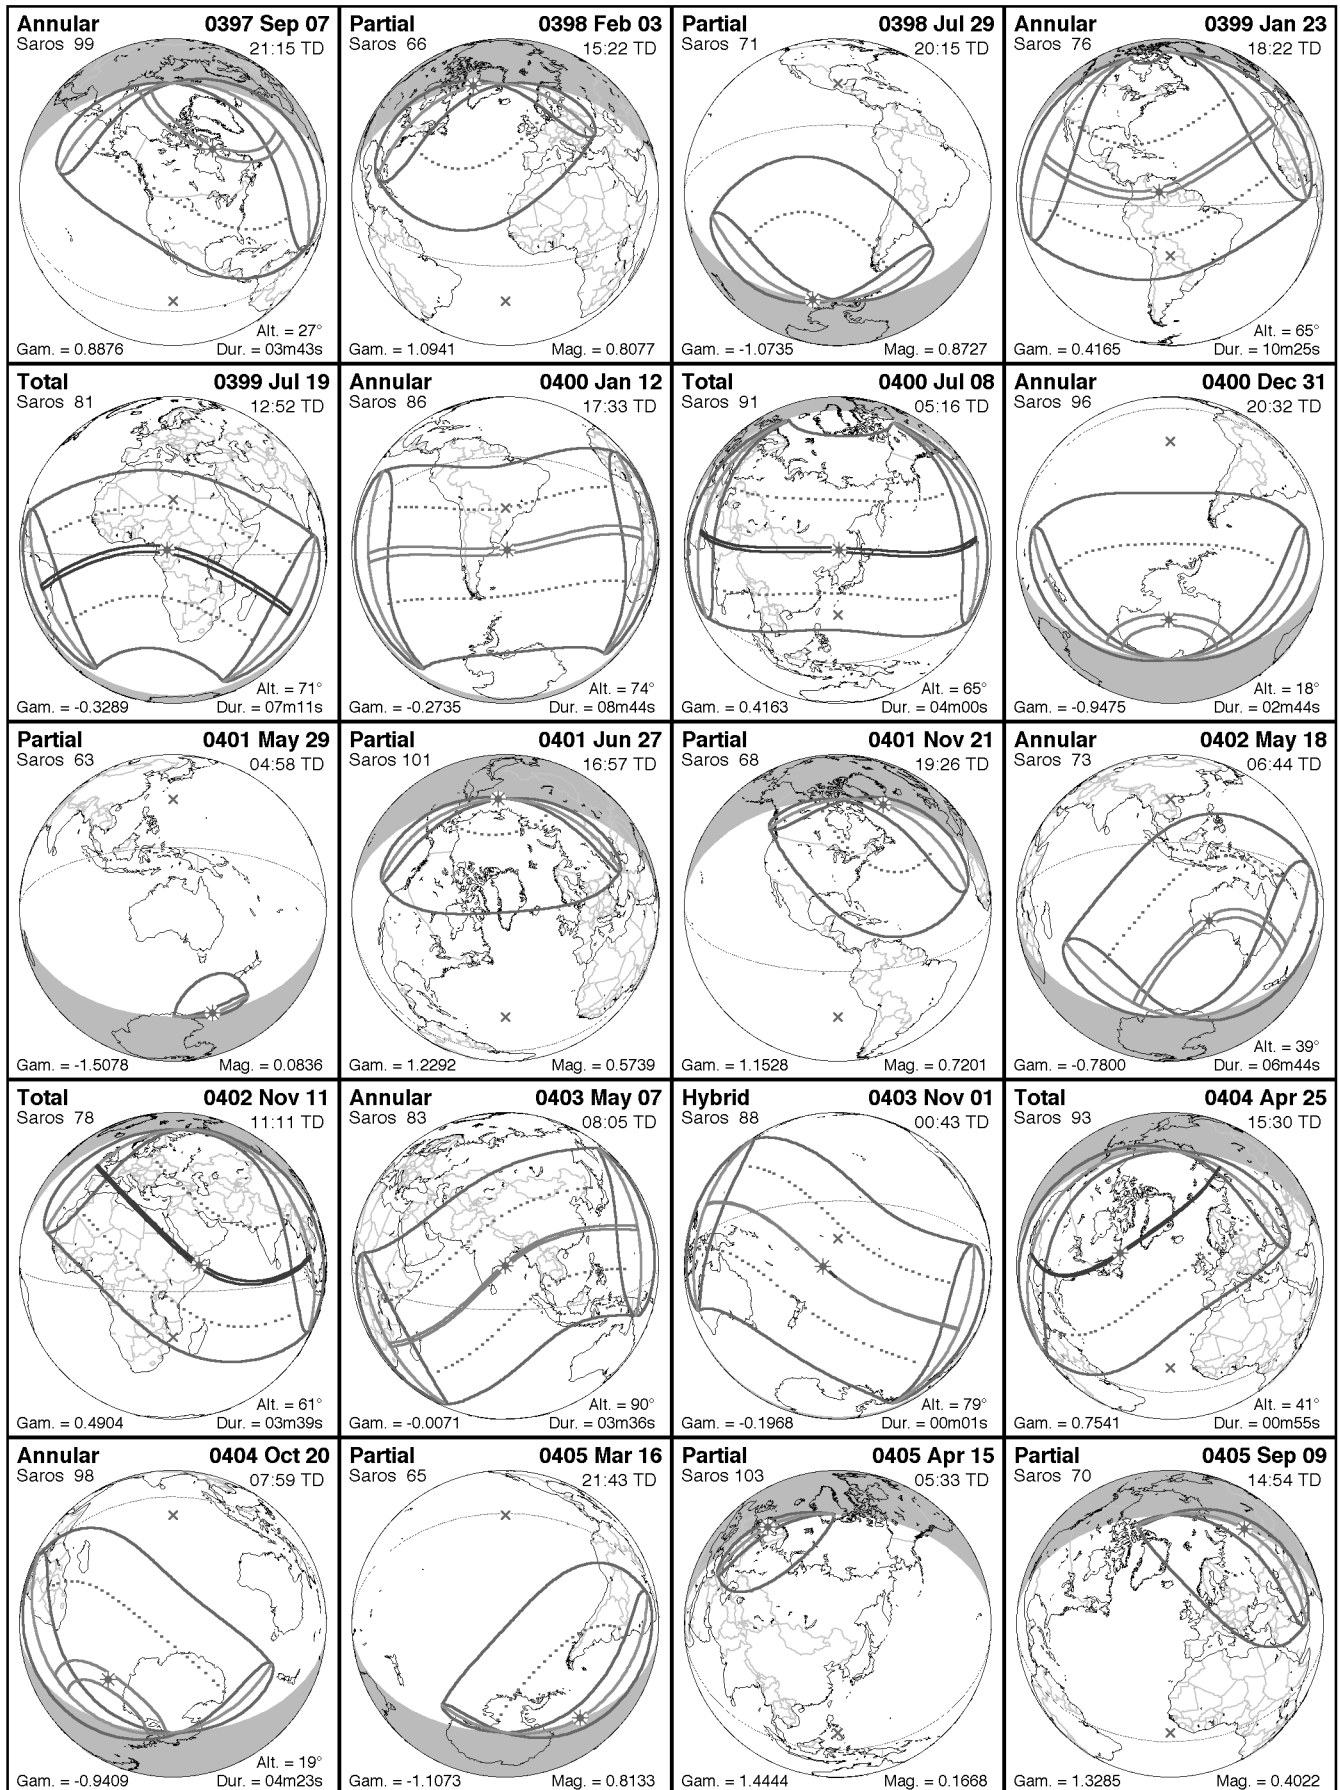 Annular 0397 Sep 07
Saros 99 21:15 TD
Alt. = 27°
Gam. = 0.8876 Dur. = 03m43s
Partial 0398 Feb 03
Saros 66 15:22 TD
Gam. = 1.0941 Mag. = 0.8077
Partial 0398 Jul 29
Saros 71 20:15 TD
Gam. = -1.0735 Mag. = 0.8727
Annular 0399 Jan 23
Saros 76 18:22 TD
Alt. = 65°
Gam. = 0.4165 Dur. = 10m25s
Total 0399 Jul 19
Saros 81 12:52 TD
Alt. = 71°
Gam. = -0.3289 Dur. = 07m11s
Annular 0400 Jan 12
Saros 86 17:33 TD
Alt. = 74°
Gam. = -0.2735 Dur. = 08m44s
Total 0400 Jul 08
Saros 91 05:16 TD
Alt. = 65°
Gam. = 0.4163 Dur. = 04m00s
Annular 0400 Dec 31
Saros 96 20:32 TD
Alt. = 18°
Gam. = -0.9475 Dur. = 02m44s
Partial 0401 May 29
Saros 63 04:58 TD
Gam. = -1.5078 Mag. = 0.0836
Partial 0401 Jun 27
Saros 101 16:57 TD
Gam. = 1.2292 Mag. = 0.5739
Partial 0401 Nov 21
Saros 68 19:26 TD
Gam. = 1.1528 Mag. = 0.7201
Annular 0402 May 18
Saros 73 06:44 TD
Alt. = 39°
Gam. = -0.7800 Dur. = 06m44s
Total 0402 Nov 11
Saros 78 11:11 TD
Alt. = 61°
Gam. = 0.4904 Dur. = 03m39s
Annular 0403 May 07
Saros 83 08:05 TD
Alt. = 90°
Gam. = -0.0071 Dur. = 03m36s
Hybrid 0403 Nov 01
Saros 88 00:43 TD
Alt. = 79°
Gam. = -0.1968 Dur. = 00m01s
Total 0404 Apr 25
Saros 93 15:30 TD
Alt. = 41°
Gam. = 0.7541 Dur. = 00m55s
Annular 0404 Oct 20
Saros 98 07:59 TD
Alt. = 19°
Gam. = -0.9409 Dur. = 04m23s
Partial 0405 Mar 16
Saros 65 21:43 TD
Gam. = -1.1073 Mag. = 0.8133
Partial 0405 Apr 15
Saros 103 05:33 TD
Gam. = 1.4444 Mag. = 0.1668
Partial 0405 Sep 09
Saros 70 14:54 TD
Gam. = 1.3285 Mag. = 0.4022